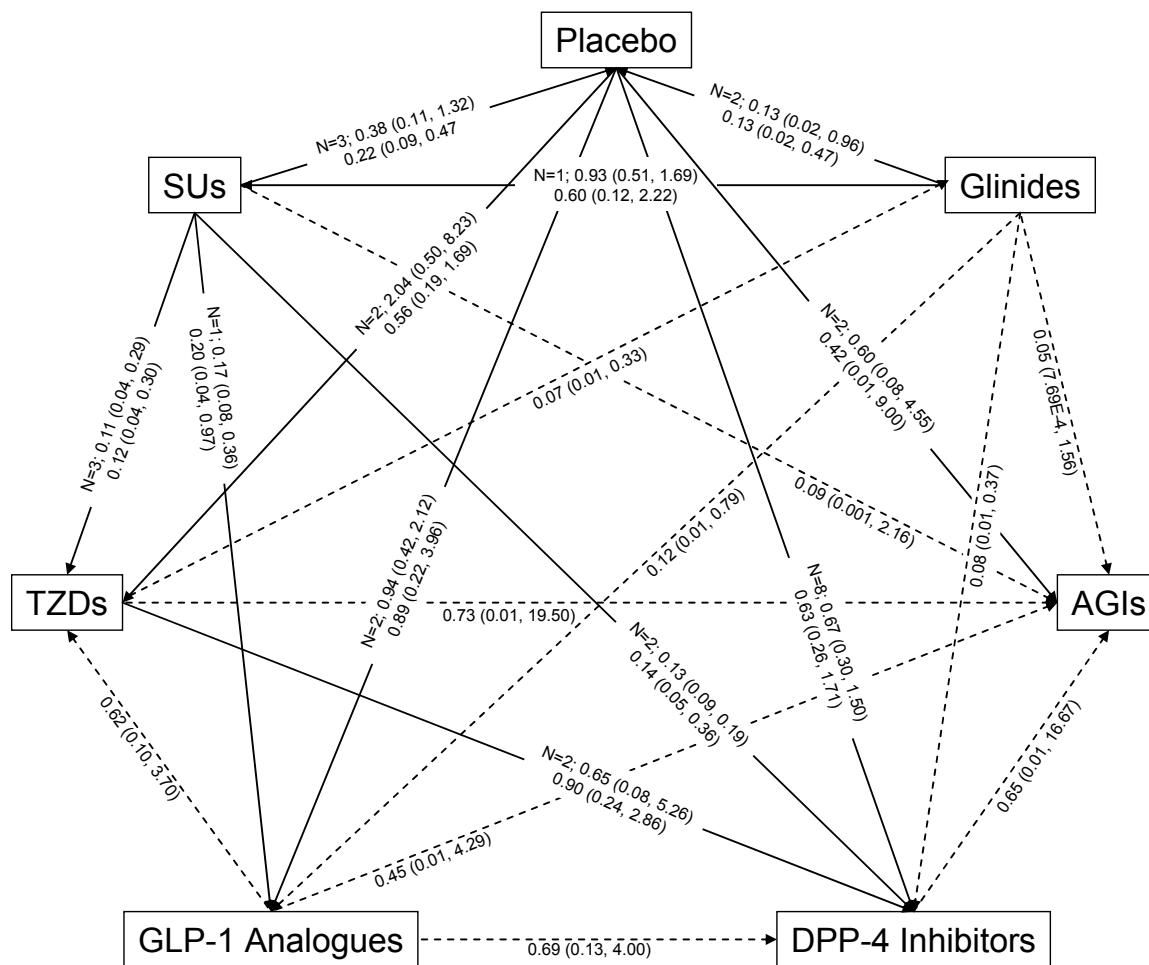 Placebo
N=3; 0.38 (0.11, 1.32)
0.22 (0.09, 0.47
N=2; 0.13 (0.02, 0.96)
0.13 (0.02, 0.47)
SUs
N=1; 0.93 (0.51, 1.69)
0.60 (0.12, 2.22)
Glinides
N=2; 2.04 (0.50, 8.23)
0.56 (0.19, 1.69)
N=3; 0.11 (0.04, 0.29)
0.12 (0.04, 0.30)
N=1; 0.17 (0.08, 0.36)
0.20 (0.04, 0.97)
0.07 (0.01, 0.33)
N=2; 0.60 (0.08, 4.55)
0.42 (0.01, 9.00)
0.05 (7.69E-4, 1.56)
0.09 (0.001, 2.16)
0.12 (0.01, 0.79)
0.08 (0.01, 0.37)
N=2; 0.94 (0.42, 2.12)
0.89 (0.22, 3.96)
TZDs
0.73 (0.01, 19.50)
AGIs
N=8; 0.67 (0.30, 1.50)
0.63 (0.26, 1.71)
N=2; 0.13 (0.09, 0.19)
0.14 (0.05, 0.36)
0.62 (0.10, 3.70)
N=2; 0.65 (0.08, 5.26)
0.90 (0.24, 2.86)
0.65 (0.01, 16.67)
0.45 (0.01, 4.29)
GLP-1 Analogues
0.69 (0.13, 4.00)
DPP-4 Inhibitors